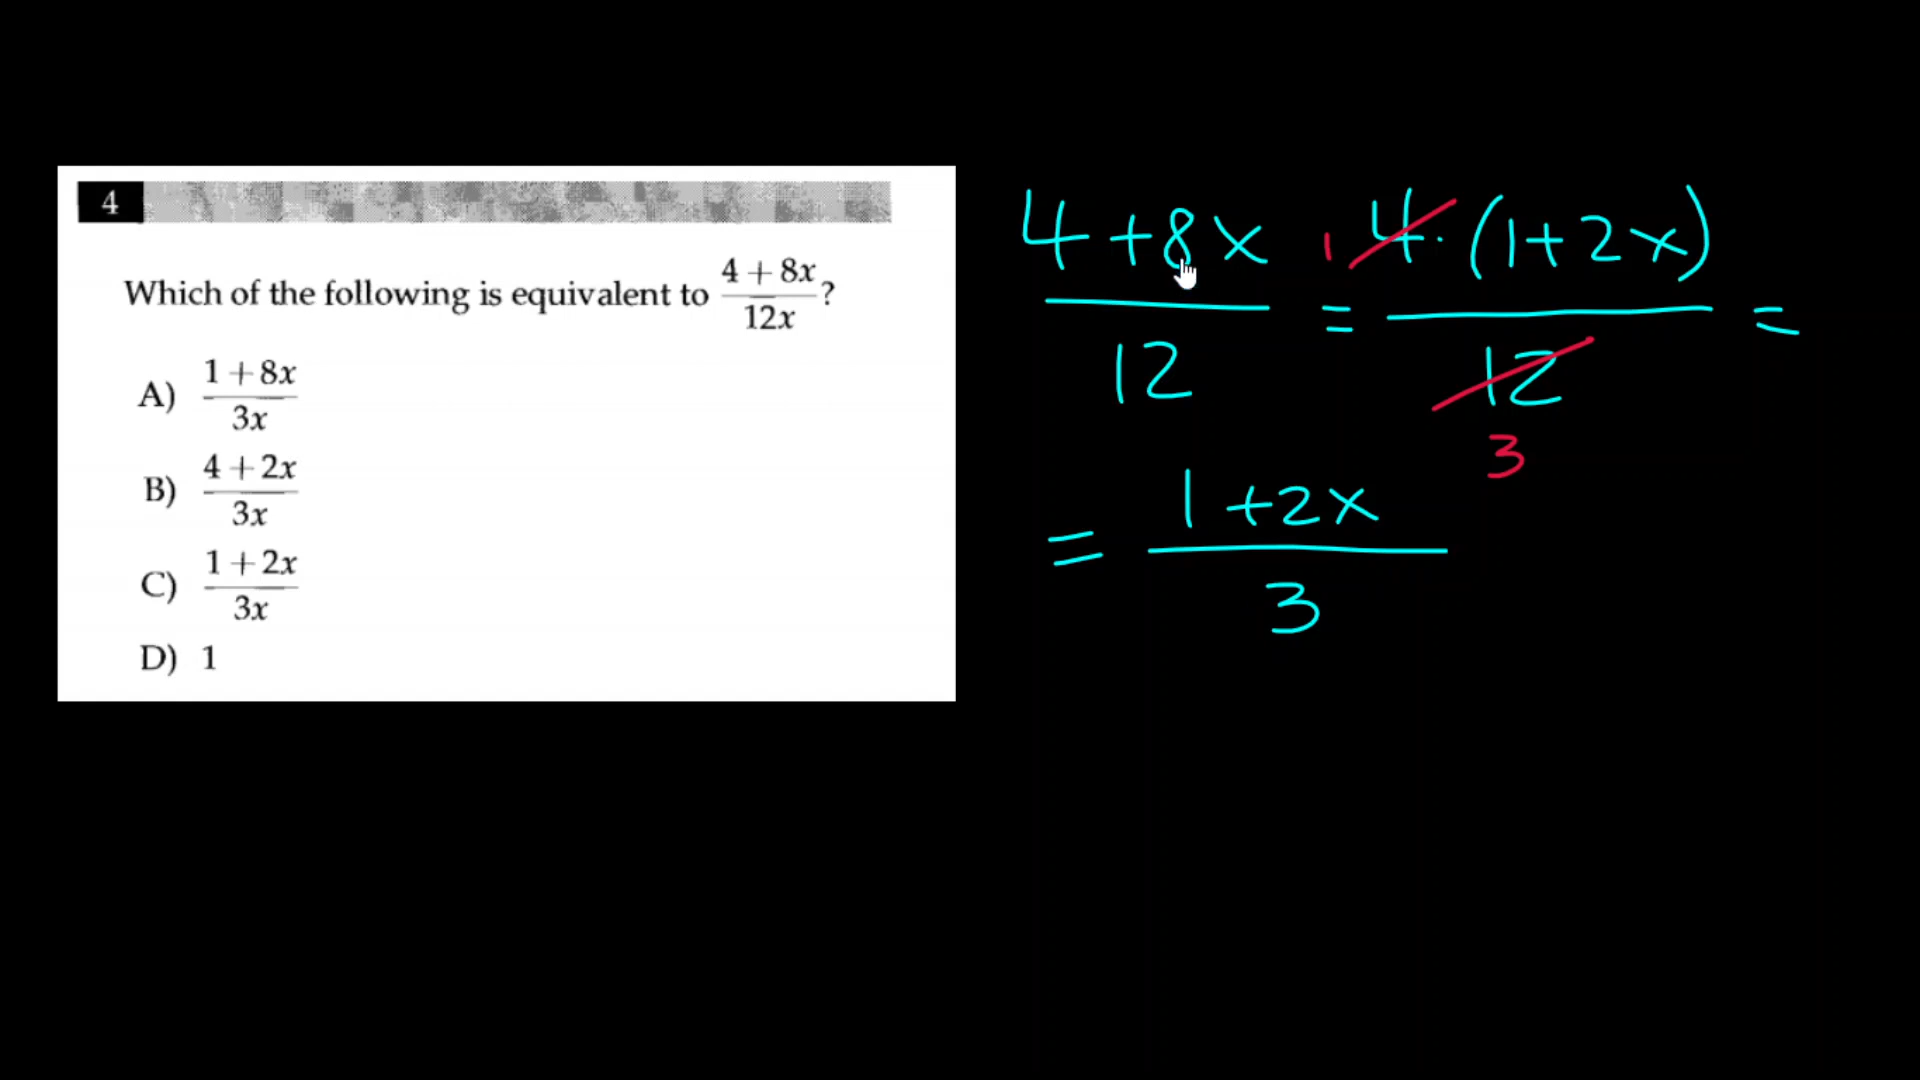 4
Which of the following is equivalent to (4 + 8x)/(12x)?
A) (1 + 8x)/(3x)
B) (4 + 2x)/(3x)
C) (1 + 2x)/(3x)
D) 1
(4 + 8x)/12 = 1 4 · (1 + 2x)/12 3 =
= (1 + 2x)/3